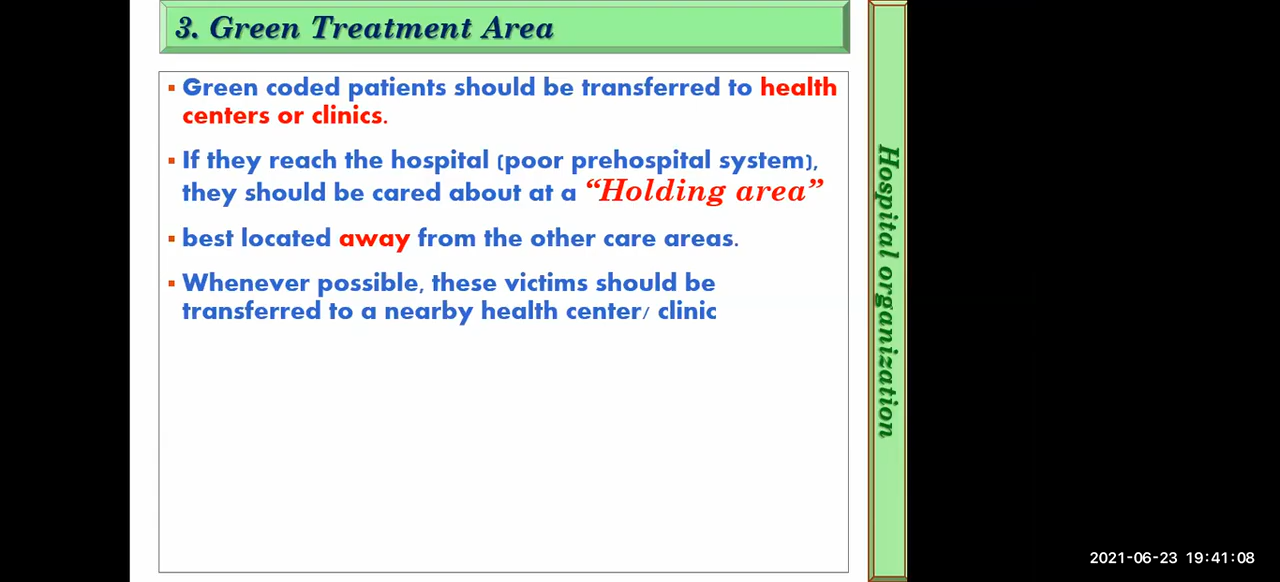 3. Green Treatment Area
▪ Green coded patients should be transferred to health
centers or clinics.
▪ If they reach the hospital (poor prehospital system),
they should be cared about at a “Holding area”
▪ best located away from the other care areas.
▪ Whenever possible, these victims should be
transferred to a nearby health center/ clinic
Hospital organization
2021-06-23 19:41:08